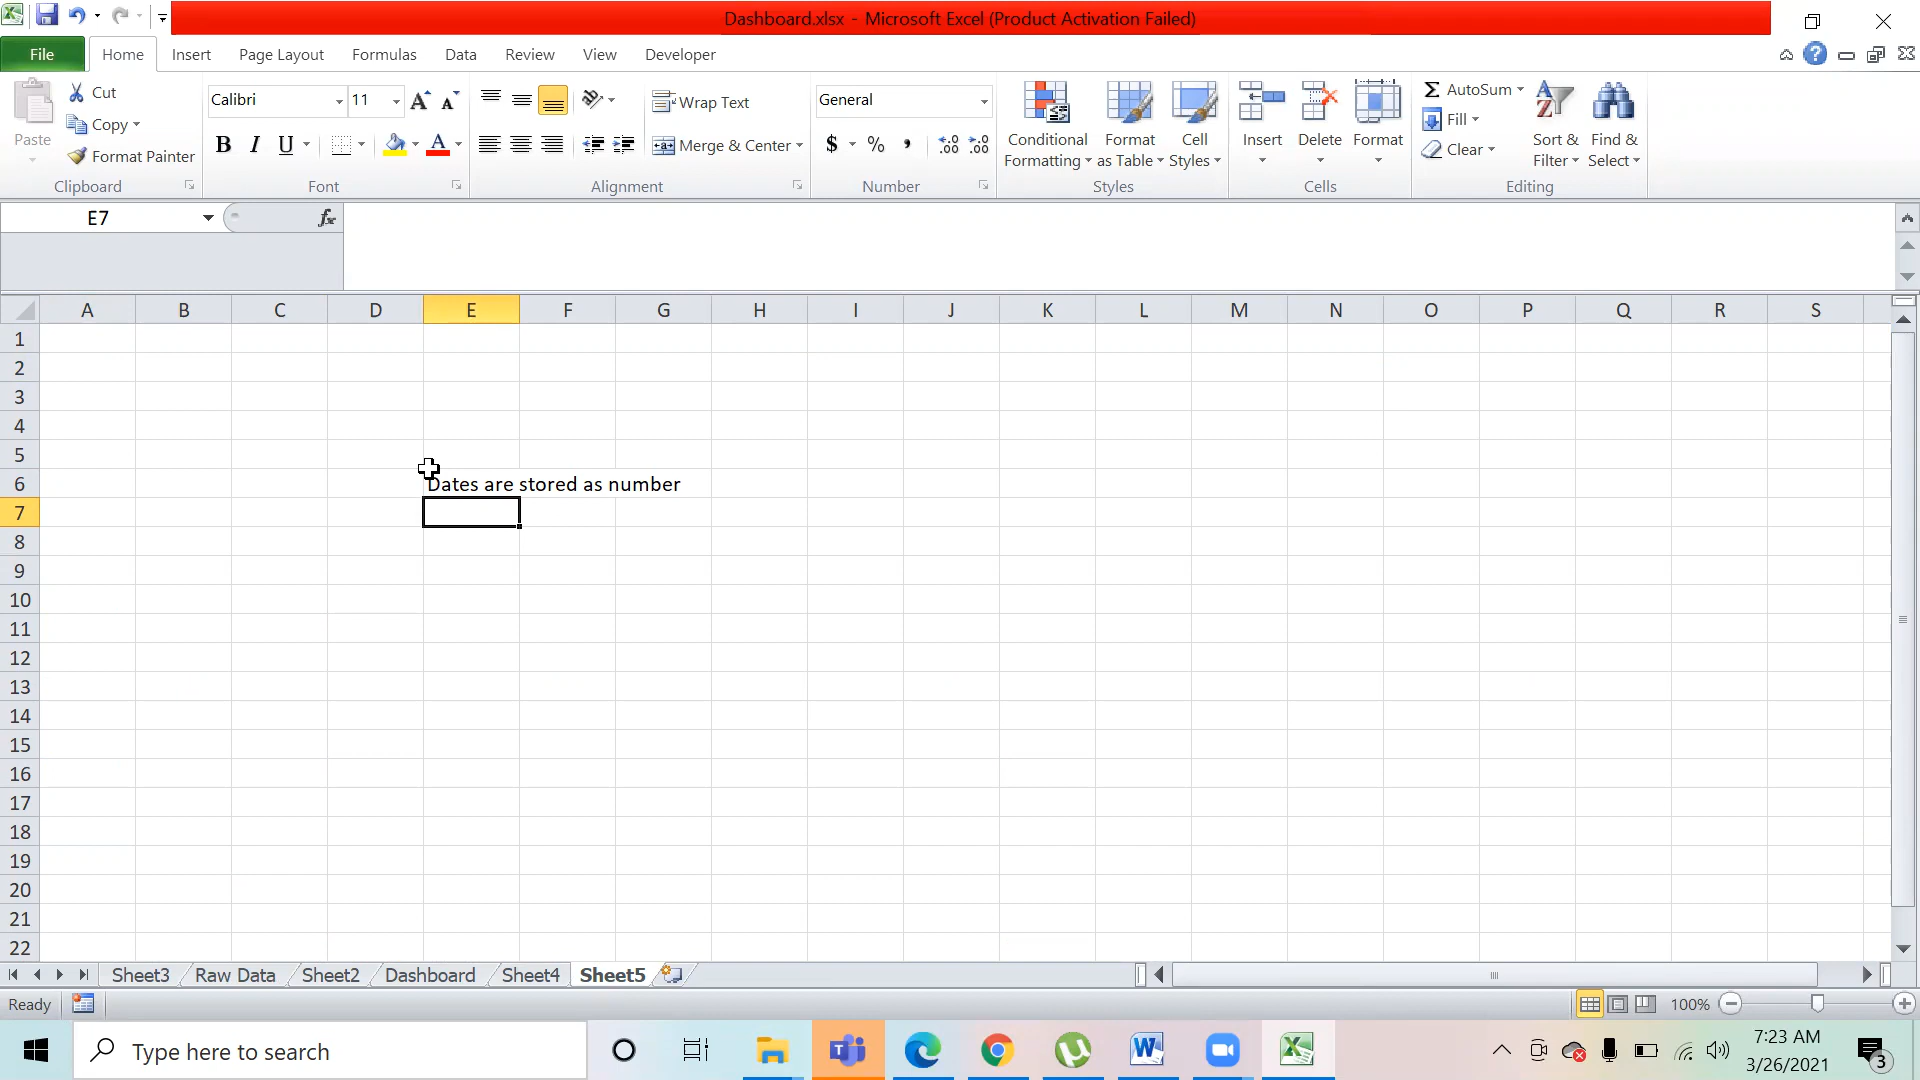 Dashboard.xlsx - Microsoft Excel (Product Activation Failed)
File Home Insert Page Layout Formulas Data Review View Developer
Paste
Cut
Copy
Format Painter
Clipboard
Calibri 11
B I U A
Font
Wrap Text
Merge & Center
Alignment
General
$ % ,
Number
Conditional Formatting
Format as Table
Cell Styles
Styles
Insert
Delete
Format
Cells
Σ AutoSum
Fill
Clear
Sort & Filter
Find & Select
Editing
E7 fx
A B C D E F G H I J K L M N O P Q R S
1
2
3
4
5
6 Dates are stored as number
7
8
9
10
11
12
13
14
15
16
17
18
19
20
21
22
Sheet3 Raw Data Sheet2 Dashboard Sheet4 Sheet5
Ready 100%
Type here to search
7:23 AM
3/26/2021
3